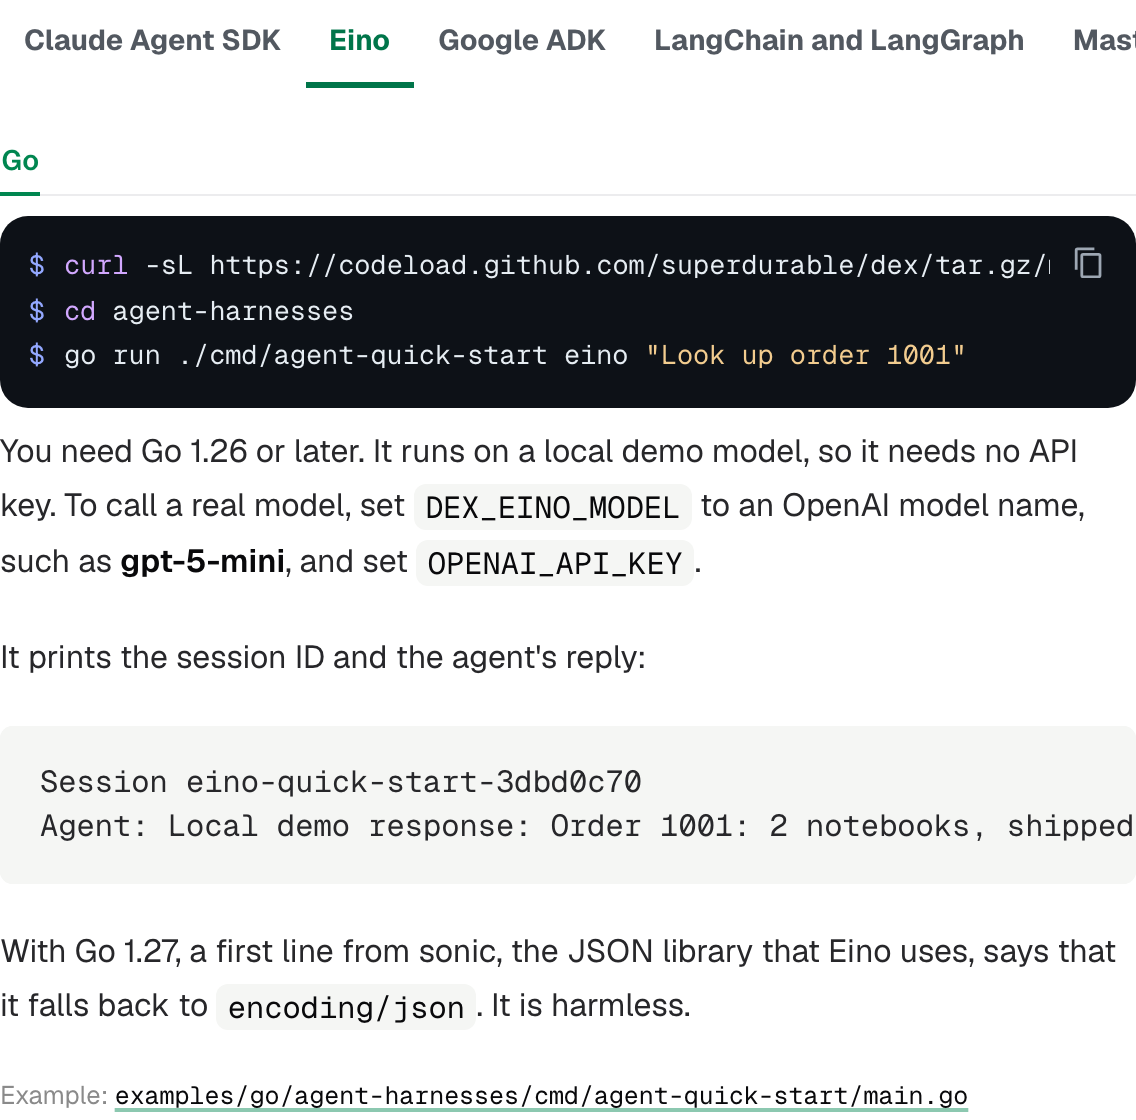 Claude Agent SDK Eino Google ADK LangChain and LangGraph
Go
$ curl -sL https://codeload.github.com/superdurable/dex/tar.gz/
$ cd agent-harnesses
$ go run ./cmd/agent-quick-start eino "Look up order 1001"
You need Go 1.26 or later. It runs on a local demo model, so it needs no API
key. To call a real model, set DEX_EINO_MODEL to an OpenAI model name,
such as gpt-5-mini, and set OPENAI_API_KEY.
It prints the session ID and the agent's reply:
Session eino-quick-start-3dbd0c70
Agent: Local demo response: Order 1001: 2 notebooks, shipped
With Go 1.27, a first line from sonic, the JSON library that Eino uses, says that
it falls back to encoding/json. It is harmless.
Example: examples/go/agent-harnesses/cmd/agent-quick-start/main.go